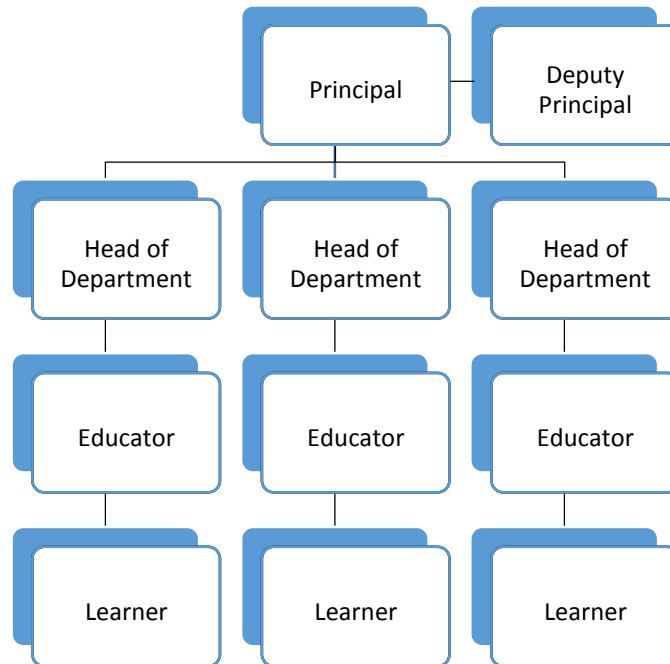 Principal
Deputy
Principal
Head of
Department
Head of
Department
Head of
Department
Educator
Educator
Educator
Learner
Learner
Learner